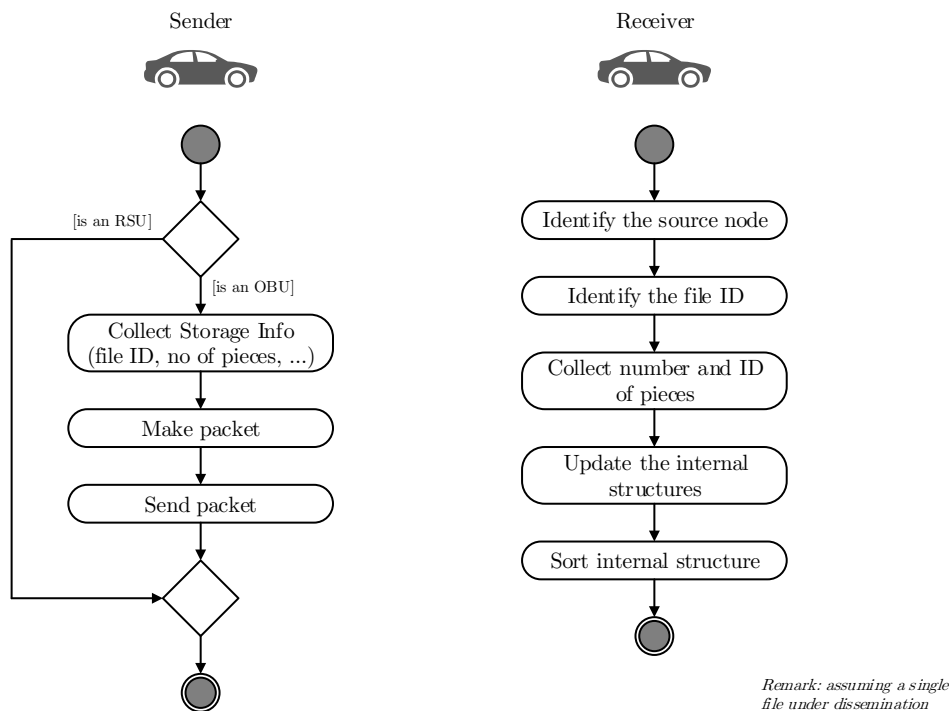 Sender
[is an RSU]
[is an OBU]
Collect Storage Info
(file ID, no of pieces, ...)
Make packet
Send packet
Receiver
Identify the source node
Identify the file ID
Collect number and ID
of pieces
Update the internal
structures
Sort internal structure
Remark: assuming a single
file under dissemination